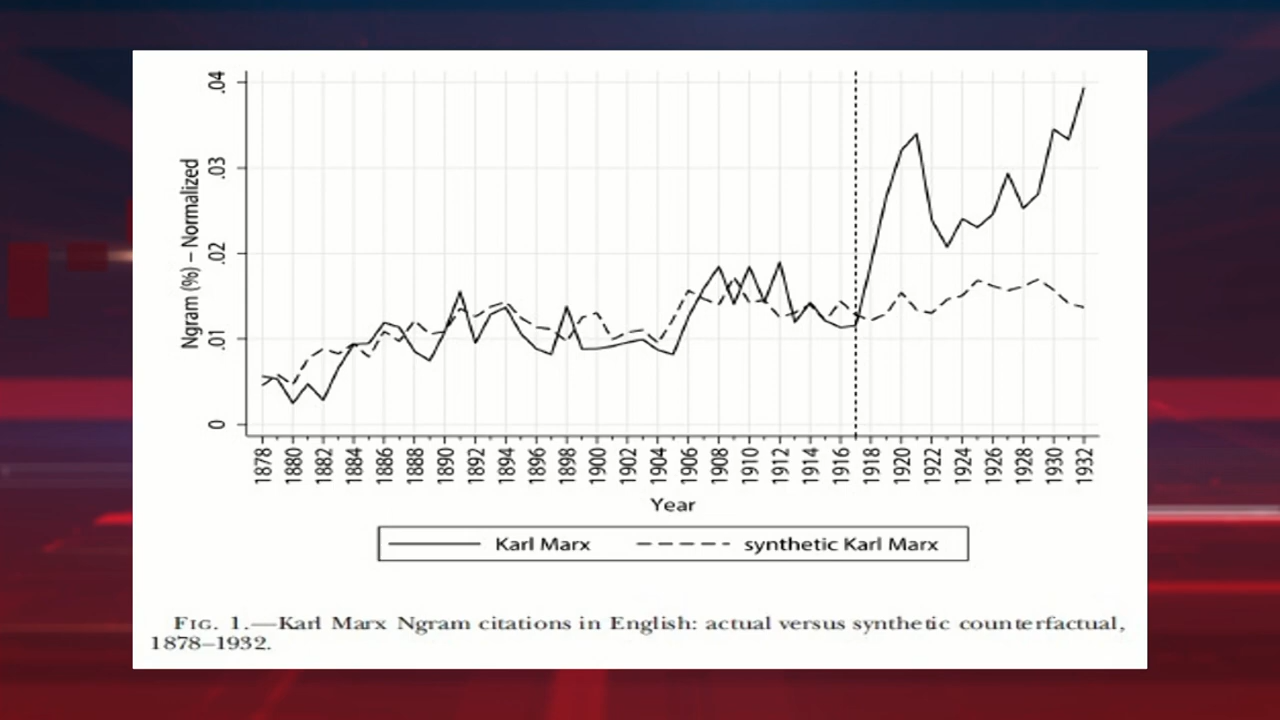 .04
.03
.02
.01
0
Ngram (%) – Normalized
1878 1880 1882 1884 1886 1888 1890 1892 1894 1896 1898 1900 1902 1904 1906 1908 1910 1912 1914 1916 1918 1920 1922 1924 1926 1928 1930 1932
Year
Karl Marx synthetic Karl Marx
FIG. 1.—Karl Marx Ngram citations in English: actual versus synthetic counterfactual,
1878–1932.